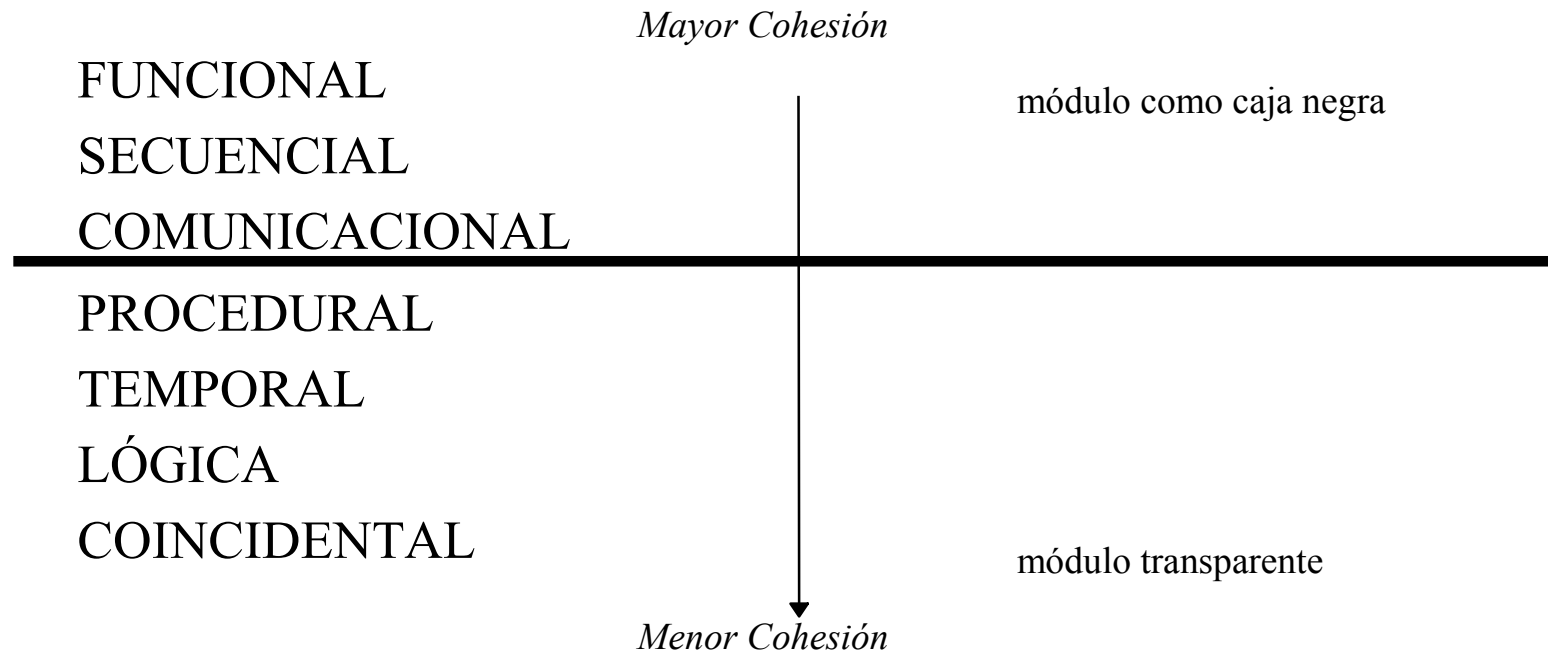 Mayor Cohesión
FUNCIONAL
módulo como caja negra
SECUENCIAL
COMUNICACIONAL
PROCEDURAL
TEMPORAL
LÓGICA
COINCIDENTAL
módulo transparente
Menor Cohesión